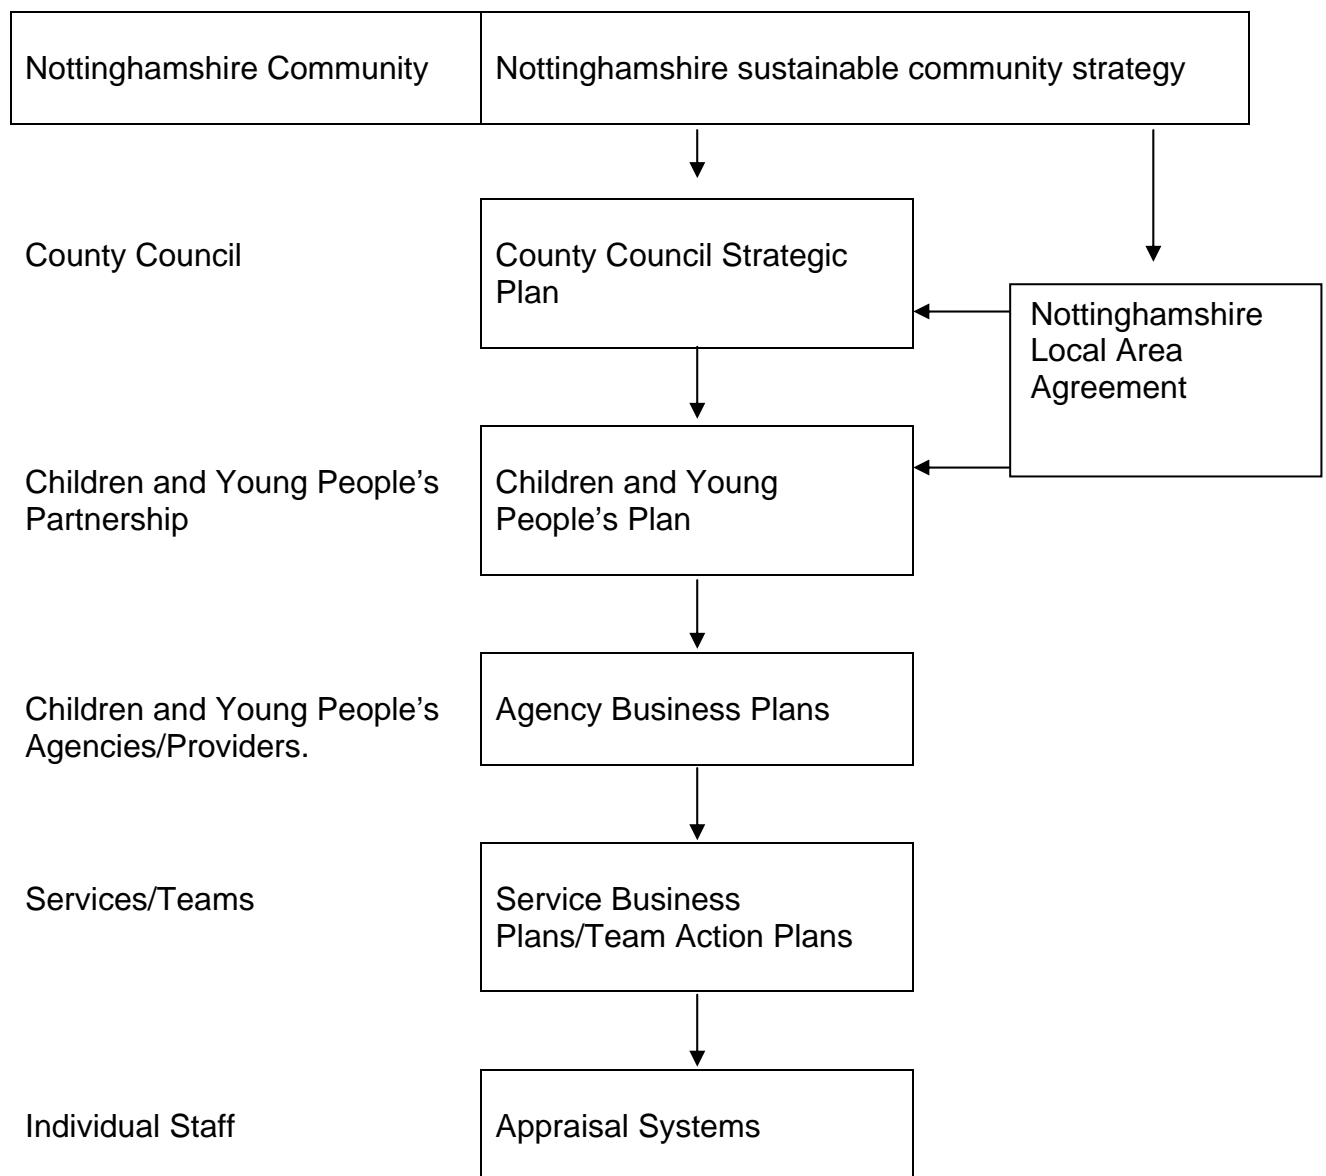 Nottinghamshire Community
Nottinghamshire sustainable community strategy
County Council
County Council Strategic
Plan
Nottinghamshire
Local Area
Agreement
Children and Young People’s
Partnership
Children and Young
People’s Plan
Children and Young People’s
Agencies/Providers.
Agency Business Plans
Services/Teams
Service Business
Plans/Team Action Plans
Individual Staff
Appraisal Systems